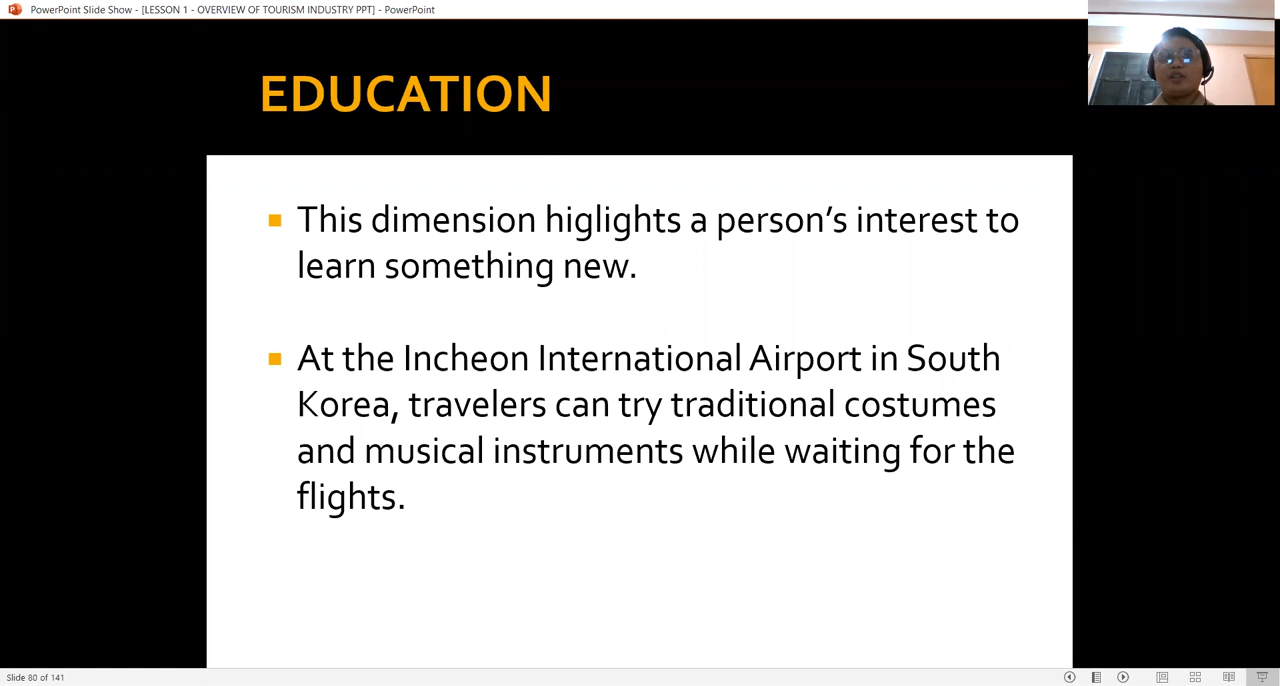 PowerPoint Slide Show - [LESSON 1 - OVERVIEW OF TOURISM INDUSTRY PPT] - PowerPoint
EDUCATION
This dimension higlights a person's interest to
learn something new.
At the Incheon International Airport in South
Korea, travelers can try traditional costumes
and musical instruments while waiting for the
flights.
Slide 80 of 141